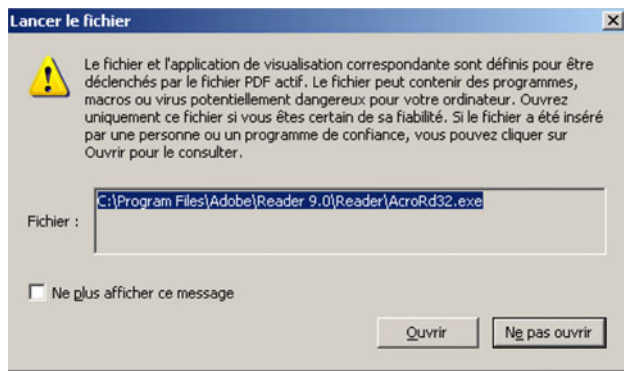 Lancer le fichier
Le fichier et l'application de visualisation correspondante sont définis pour être
déclenchés par le fichier PDF actif. Le fichier peut contenir des programmes,
macros ou virus potentiellement dangereux pour votre ordinateur. Ouvrez
uniquement ce fichier si vous êtes certain de sa fiabilité. Si le fichier a été inséré
par une personne ou un programme de confiance, vous pouvez cliquer sur
Ouvrir pour le consulter.
Fichier : C:\Program Files\Adobe\Reader 9.0\Reader\AcroRd32.exe
Ne plus afficher ce message
Ouvrir Ne pas ouvrir